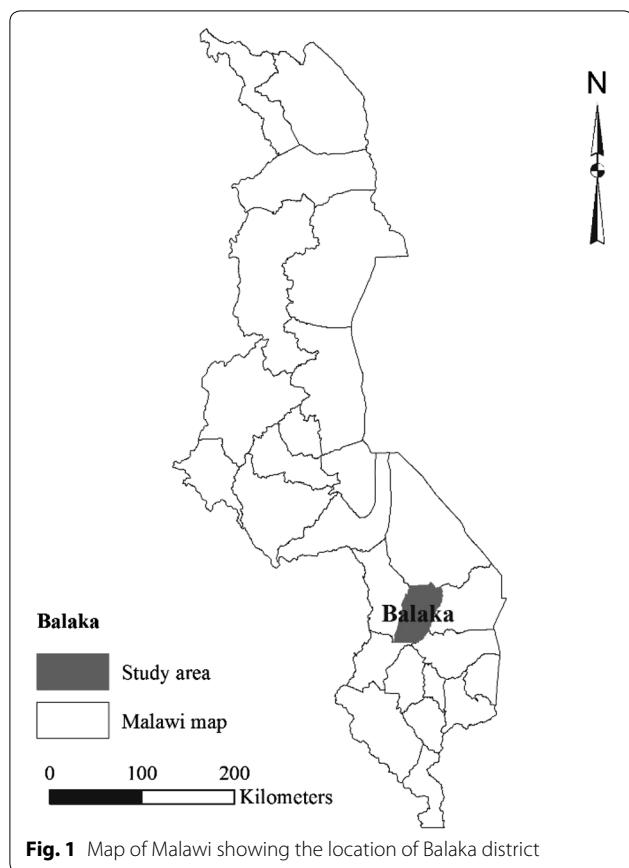 N
Balaka
Balaka
Study area
Malawi map
0 100 200
Kilometers
Fig. 1 Map of Malawi showing the location of Balaka district